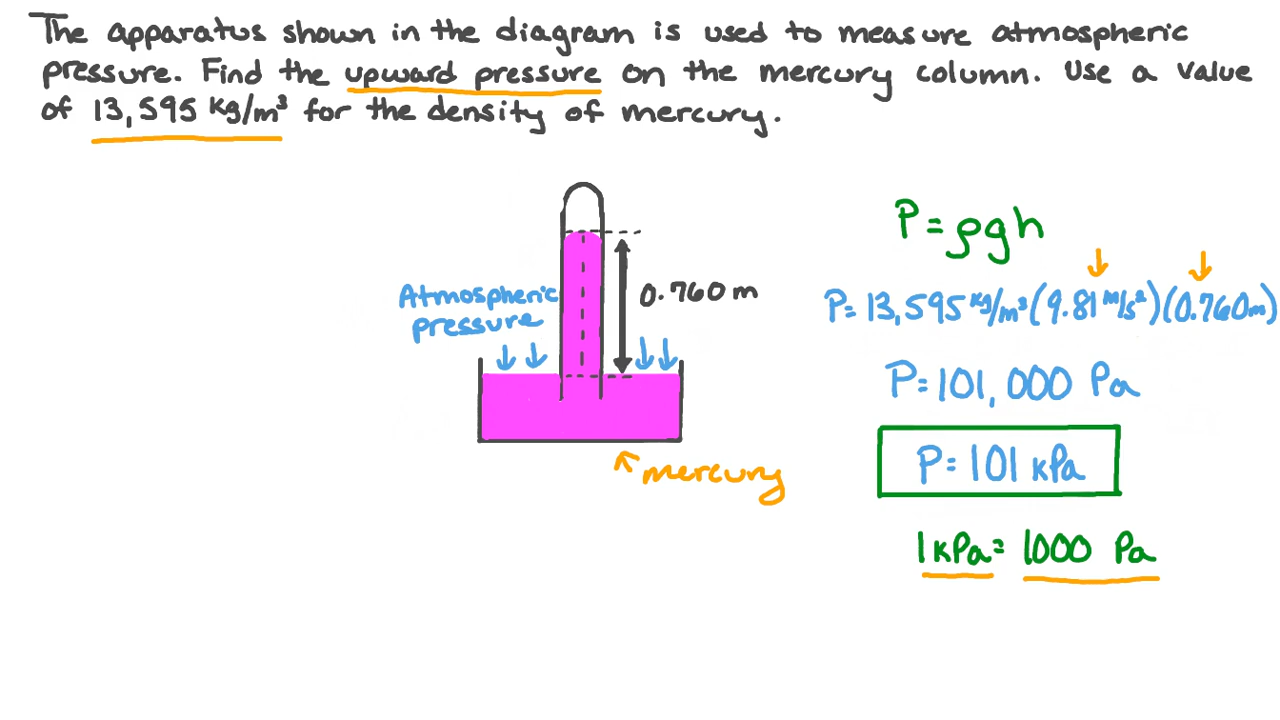 The apparatus shown in the diagram is used to measure atmospheric
pressure. Find the upward pressure on the mercury column. Use a value
of 13,595 kg/m³ for the density of mercury.
P = ρgh
Atmospheric
pressure
0.760 m
P = 13,595 kg/m³ (9.81 m/s²)(0.760m)
P = 101,000 Pa
P = 101 kPa
mercury
1 kPa = 1000 Pa